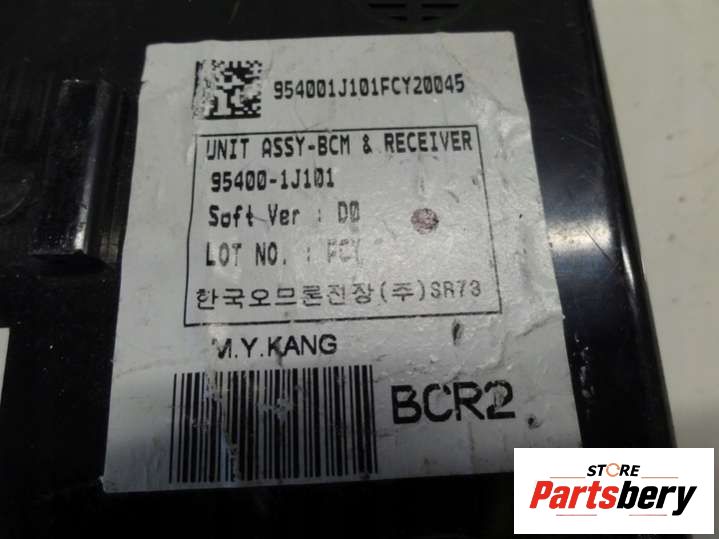 954001J101FCY20045
UNIT ASSY-BCM & RECEIVER
95400-1J101
Soft Ver : D0
LOT NO. :
한국오므론전장(주)SR73
M.Y.KANG
BCR2
STORE
Partsbery